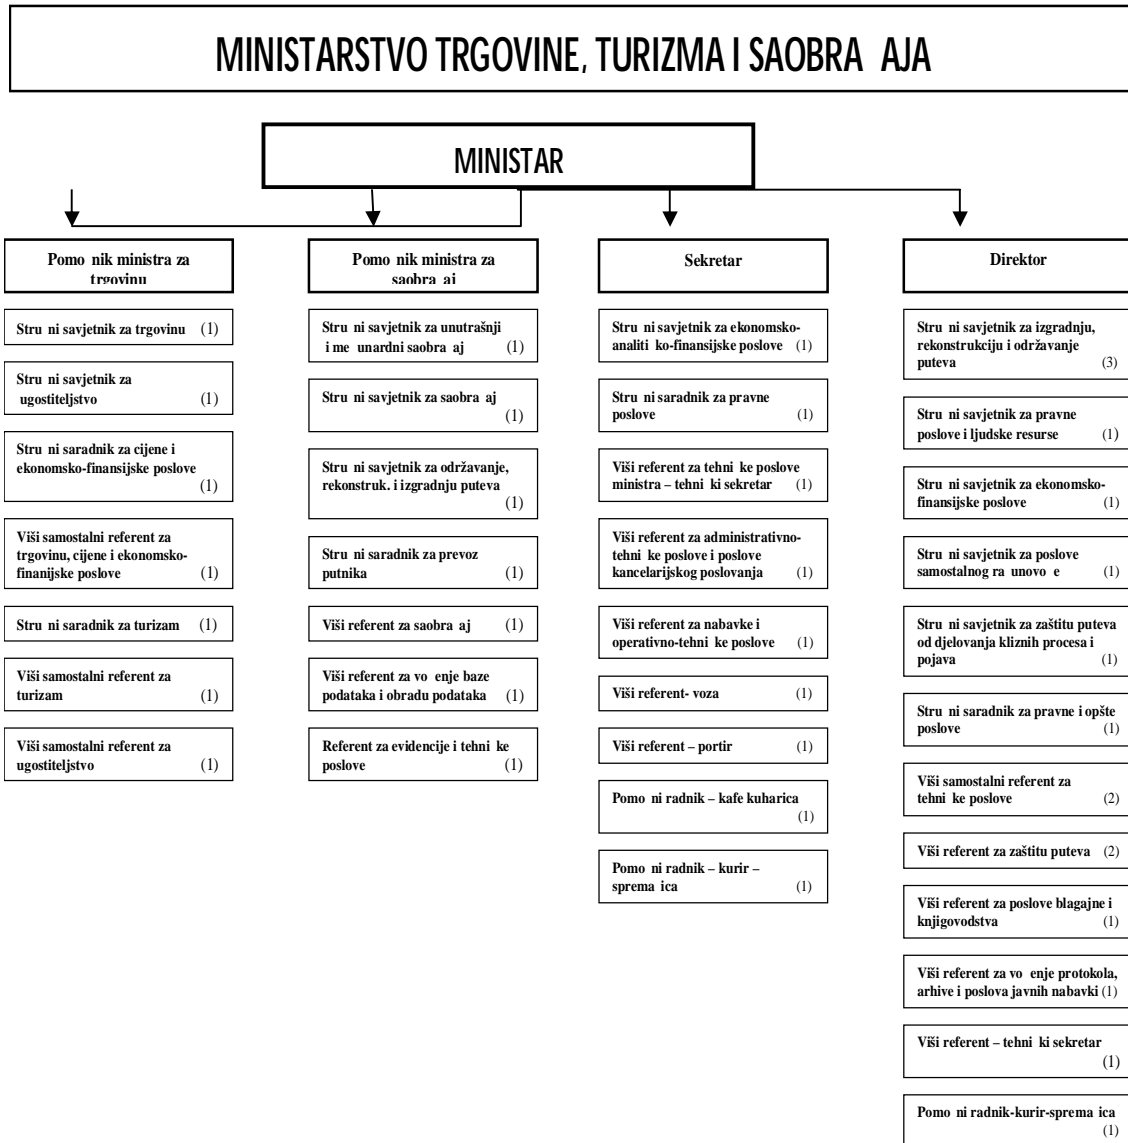 MINISTARSTVO TRGOVINE, TURIZMA I SAOBRA AJA
MINISTAR
Pomo nik ministra za
trgovinu
Stru ni savjetnik za trgovinu (1)
Stru ni savjetnik za
ugostiteljstvo (1)
Stru ni saradnik za cijene i
ekonomsko-finansijske poslove
(1)
Viši samostalni referent za
trgovinu, cijene i ekonomsko-
finanijske poslove (1)
Stru ni saradnik za turizam (1)
Viši samostalni referent za
turizam (1)
Viši samostalni referent za
ugostiteljstvo (1)
Pomo nik ministra za
saobra aj
Stru ni savjetnik za unutrašnji
i me unardni saobra aj (1)
Stru ni savjetnik za saobra aj
(1)
Stru ni savjetnik za održavanje,
rekonstruk. i izgradnju puteva
(1)
Stru ni saradnik za prevoz
putnika (1)
Viši referent za saobra aj (1)
Viši referent za vo enje baze
podataka i obradu podataka (1)
Referent za evidencije i tehni ke
poslove (1)
Sekretar
Stru ni savjetnik za ekonomsko-
analiti ko-finansijske poslove (1)
Stru ni saradnik za pravne
poslove (1)
Viši referent za tehni ke poslove
ministra – tehni ki sekretar (1)
Viši referent za administrativno-
tehni ke poslove i poslove
kancelarijskog poslovanja (1)
Viši referent za nabavke i
operativno-tehni ke poslove (1)
Viši referent- voza (1)
Viši referent – portir (1)
Pomo ni radnik – kafe kuharica
(1)
Pomo ni radnik – kurir –
sprema ica (1)
Direktor
Stru ni savjetnik za izgradnju,
rekonstrukciju i održavanje
puteva (3)
Stru ni savjetnik za pravne
poslove i ljudske resurse (1)
Stru ni savjetnik za ekonomsko-
finansijske poslove (1)
Stru ni savjetnik za poslove
samostalnog ra unovo e (1)
Stru ni savjetnik za zaštitu puteva
od djelovanja kliznih procesa i
pojava (1)
Stru ni saradnik za pravne i opšte
poslove (1)
Viši samostalni referent za
tehni ke poslove (2)
Viši referent za zaštitu puteva (2)
Viši referent za poslove blagajne i
knjigovodstva (1)
Viši referent za vo enje protokola,
arhive i poslova javnih nabavki (1)
Viši referent – tehni ki sekretar
(1)
Pomo ni radnik-kurir-sprema ica
(1)